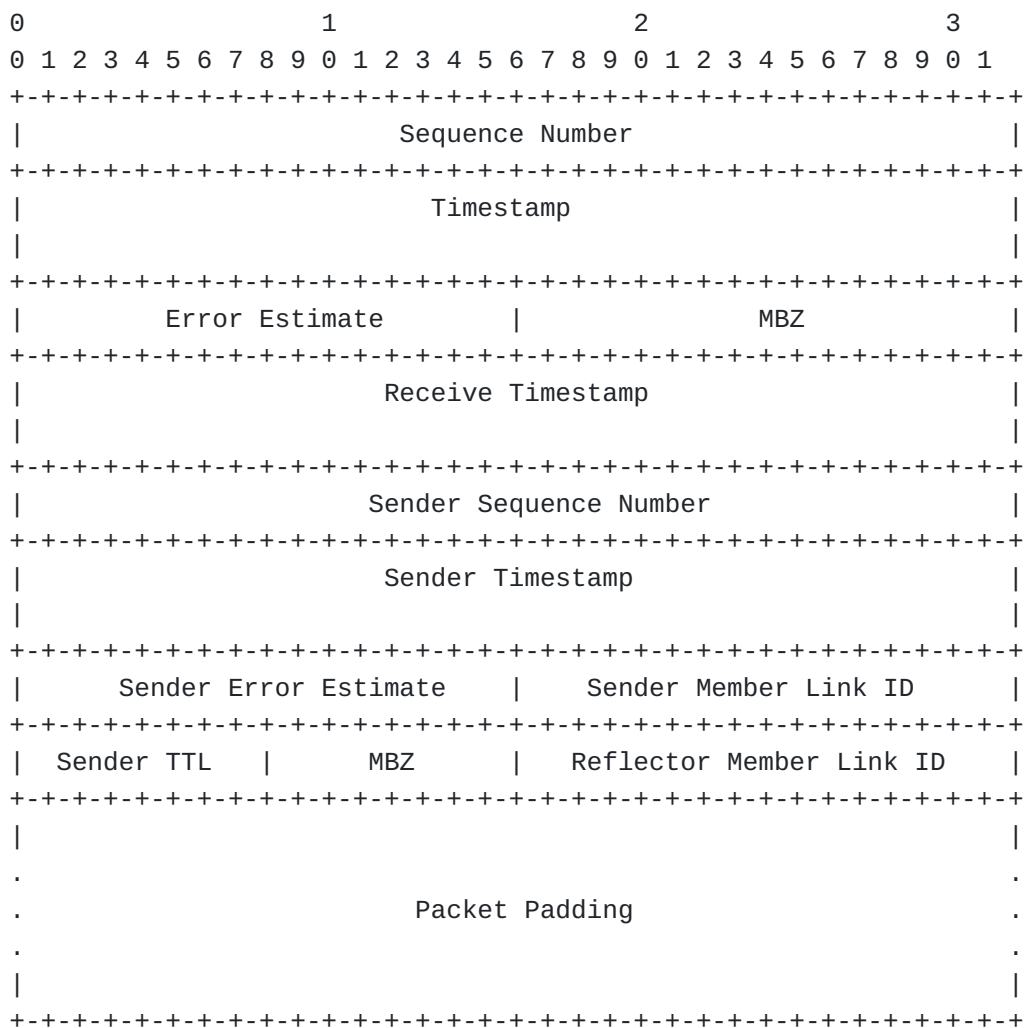 0                   1                   2                   3
0 1 2 3 4 5 6 7 8 9 0 1 2 3 4 5 6 7 8 9 0 1 2 3 4 5 6 7 8 9 0 1
+-+-+-+-+-+-+-+-+-+-+-+-+-+-+-+-+-+-+-+-+-+-+-+-+-+-+-+-+-+-+-+-+
|                        Sequence Number                        |
+-+-+-+-+-+-+-+-+-+-+-+-+-+-+-+-+-+-+-+-+-+-+-+-+-+-+-+-+-+-+-+-+
|                          Timestamp                            |
|                                                               |
+-+-+-+-+-+-+-+-+-+-+-+-+-+-+-+-+-+-+-+-+-+-+-+-+-+-+-+-+-+-+-+-+
|         Error Estimate        |               MBZ             |
+-+-+-+-+-+-+-+-+-+-+-+-+-+-+-+-+-+-+-+-+-+-+-+-+-+-+-+-+-+-+-+-+
|                       Receive Timestamp                       |
|                                                               |
+-+-+-+-+-+-+-+-+-+-+-+-+-+-+-+-+-+-+-+-+-+-+-+-+-+-+-+-+-+-+-+-+
|                      Sender Sequence Number                   |
+-+-+-+-+-+-+-+-+-+-+-+-+-+-+-+-+-+-+-+-+-+-+-+-+-+-+-+-+-+-+-+-+
|                       Sender Timestamp                        |
|                                                               |
+-+-+-+-+-+-+-+-+-+-+-+-+-+-+-+-+-+-+-+-+-+-+-+-+-+-+-+-+-+-+-+-+
|      Sender Error Estimate    |    Sender Member Link ID      |
+-+-+-+-+-+-+-+-+-+-+-+-+-+-+-+-+-+-+-+-+-+-+-+-+-+-+-+-+-+-+-+-+
|  Sender TTL   |      MBZ      |   Reflector Member Link ID    |
+-+-+-+-+-+-+-+-+-+-+-+-+-+-+-+-+-+-+-+-+-+-+-+-+-+-+-+-+-+-+-+-+
|                                                               |
.                                                               .
.                         Packet Padding                        .
.                                                               .
|                                                               |
+-+-+-+-+-+-+-+-+-+-+-+-+-+-+-+-+-+-+-+-+-+-+-+-+-+-+-+-+-+-+-+-+